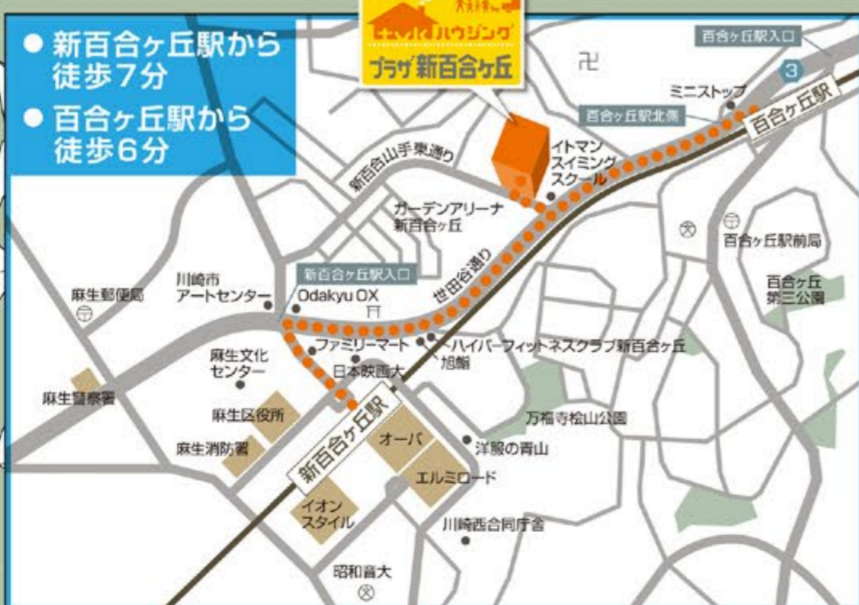 ● 新百合ヶ丘駅から
徒歩7分
● 百合ヶ丘駅から
徒歩6分
tvkハウジング
プラザ新百合ヶ丘
百合ヶ丘駅入口
卍
3
ミニストップ
百合ヶ丘駅
百合ヶ丘駅北側
イトマン
スイミング
スクール
新百合山手東通り
ガーデンアリーナ
新百合ヶ丘
文
〒
百合ヶ丘駅前局
百合ヶ丘
第三公園
世田谷通り
新百合ヶ丘駅入口
川崎市
アートセンター
Odakyu OX
麻生郵便局
〒
ファミリーマート
ハイパーフィットネスクラブ新百合ヶ丘
旭鮨
日本映画大
麻生文化
センター
麻生警察署
麻生区役所
麻生消防署
新百合ヶ丘駅
オーパ
万福寺桧山公園
洋服の青山
エルミロード
イオン
スタイル
川崎西合同庁舎
昭和音大
文